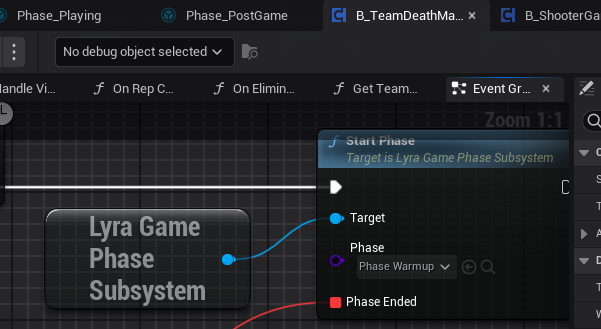 Phase_Playing
Phase_PostGame
B_TeamDeathMa...
B_ShooterGa
No debug object selected
andle Vi...
On Rep C...
On Elimin...
Get Team...
Event Gr...
Zoom 1:1
Start Phase
Target is Lyra Game Phase Subsystem
Lyra Game
Phase
Subsystem
Target
Phase
Phase Warmup
Phase Ended